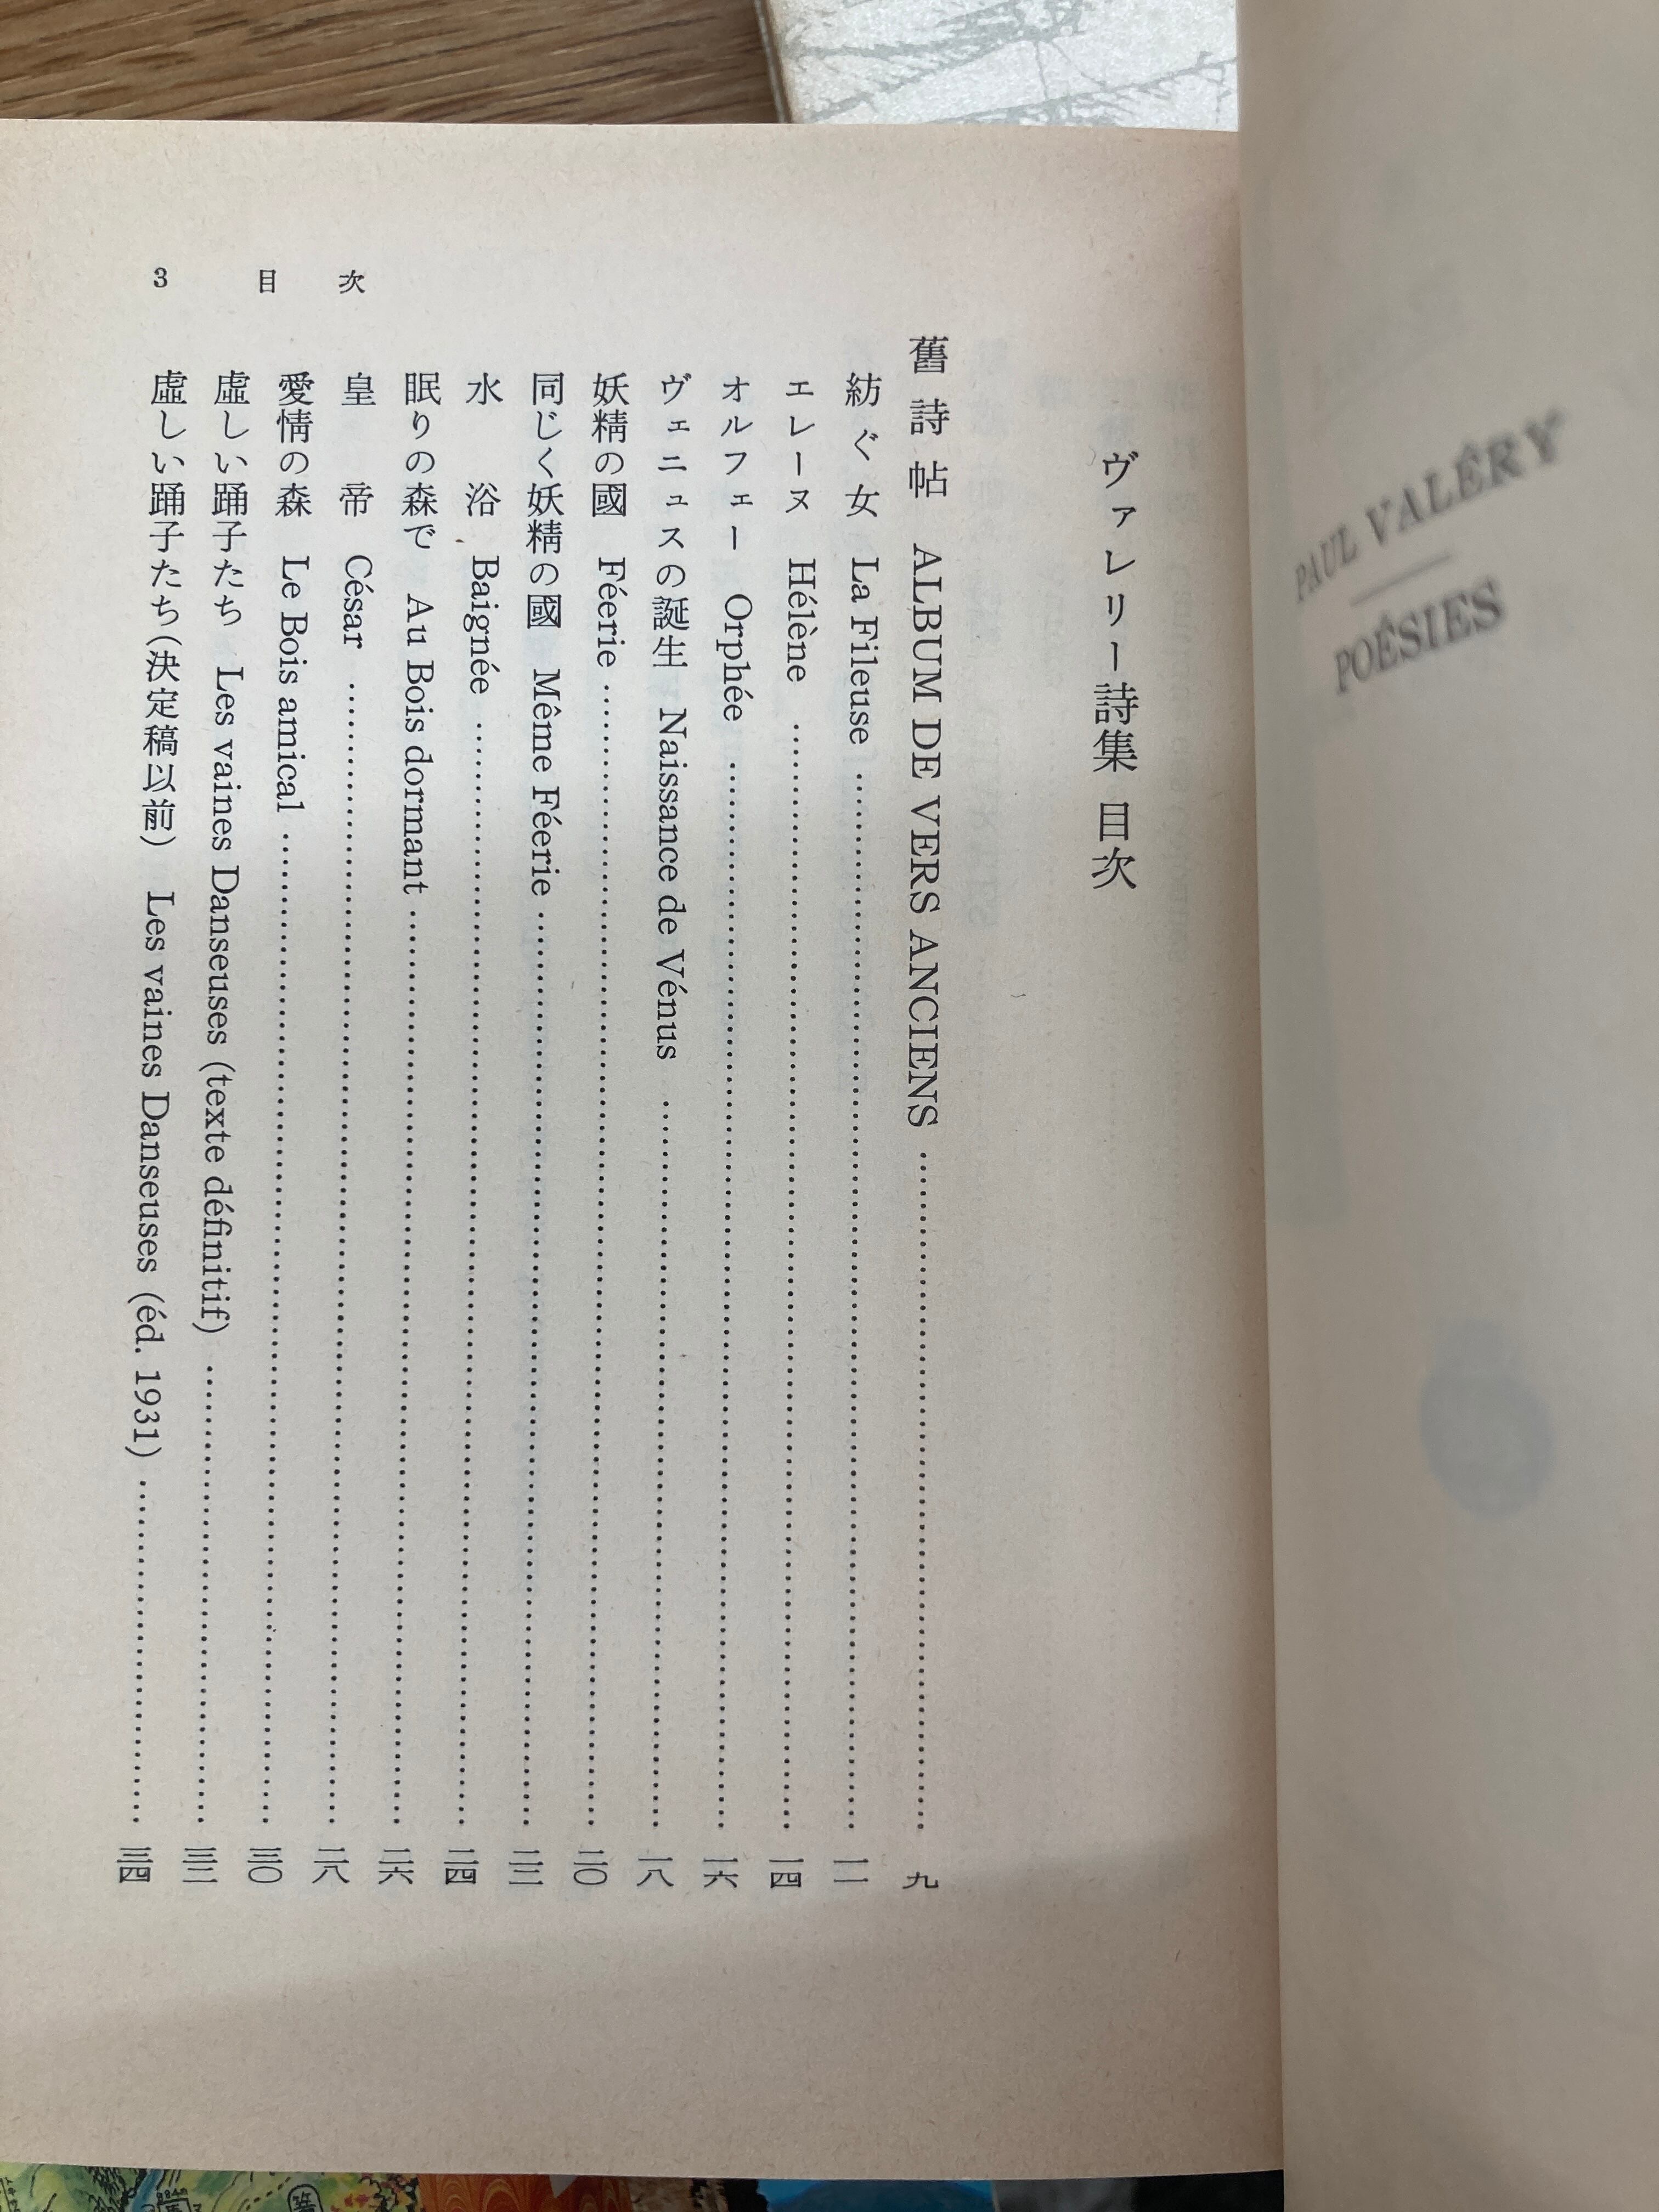 PAUL VALÉRY
POÉSIES
ヴァレリー詩集 目次
舊詩帖 ALBUM DE VERS ANCIENS …… 九
紡ぐ女 La Fileuse …… 一一
エレーヌ Hélène …… 一四
オルフェー Orphée …… 一六
ヴェニュスの誕生 Naissance de Vénus …… 一八
妖精の國 Féerie …… 二〇
同じく妖精の國 Même Féerie …… 二二
水浴 Baignée …… 二四
眠りの森で Au Bois dormant …… 二六
皇帝 César …… 二八
愛情の森 Le Bois amical …… 三〇
虛しい踊子たち Les vaines Danseuses (texte définitif) …… 三二
虛しい踊子たち(決定稿以前) Les vaines Danseuses (éd. 1931) …… 三四
3 目次